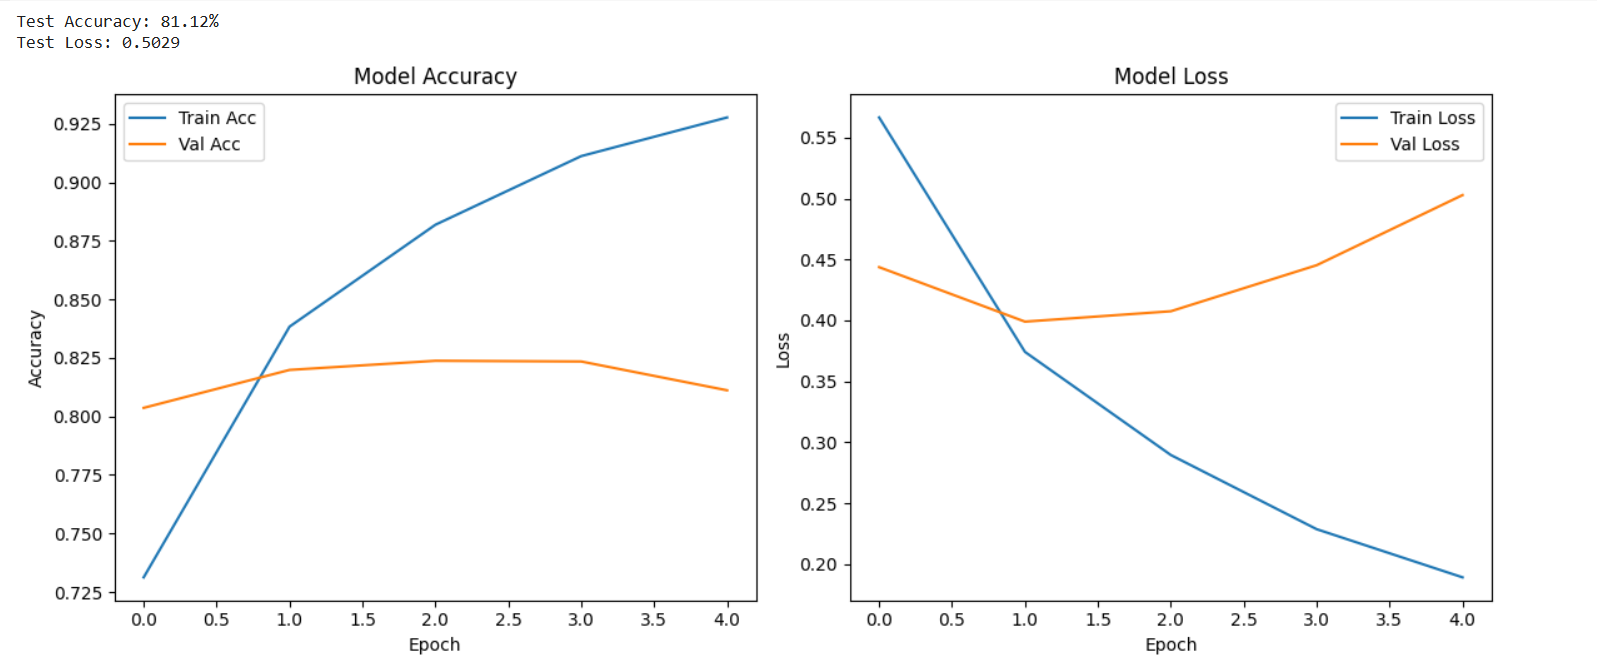 Test Accuracy: 81.12%
Test Loss: 0.5029
Model Accuracy
Train Acc
Val Acc
0.925
0.900
0.875
0.850
0.825
0.800
0.775
0.750
0.725
Accuracy
0.0 0.5 1.0 1.5 2.0 2.5 3.0 3.5 4.0
Epoch
Model Loss
Train Loss
Val Loss
0.55
0.50
0.45
0.40
0.35
0.30
0.25
0.20
Loss
0.0 0.5 1.0 1.5 2.0 2.5 3.0 3.5 4.0
Epoch